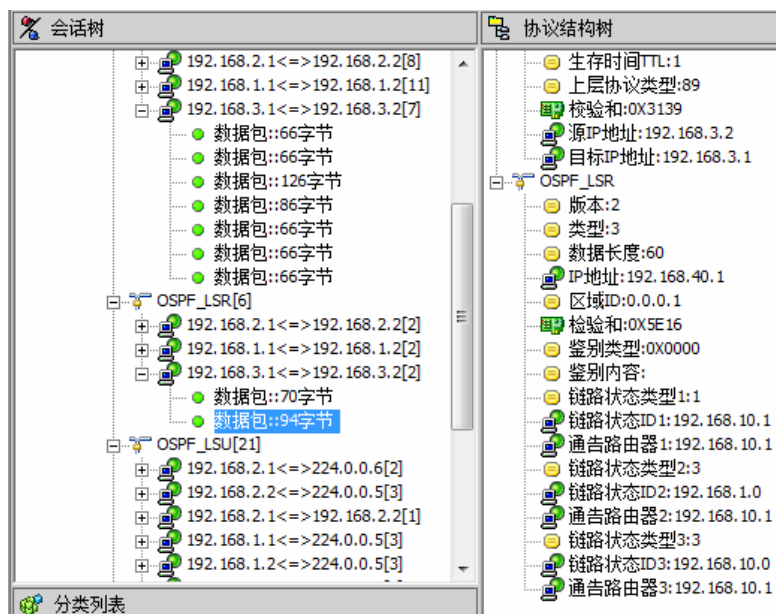 会话树
192.168.2.1<=>192.168.2.2[8]
192.168.1.1<=>192.168.1.2[11]
192.168.3.1<=>192.168.3.2[7]
数据包::66字节
数据包::66字节
数据包::126字节
数据包::86字节
数据包::66字节
数据包::66字节
数据包::66字节
OSPF_LSR[6]
192.168.2.1<=>192.168.2.2[2]
192.168.1.1<=>192.168.1.2[2]
192.168.3.1<=>192.168.3.2[2]
数据包::70字节
数据包::94字节
OSPF_LSU[21]
192.168.2.1<=>224.0.0.6[2]
192.168.2.2<=>224.0.0.5[3]
192.168.2.1<=>192.168.2.2[1]
192.168.1.1<=>224.0.0.5[3]
192.168.1.2<=>224.0.0.5[3]
分类列表
协议结构树
生存时间TTL:1
上层协议类型:89
校验和:0X3139
源IP地址:192.168.3.2
目标IP地址:192.168.3.1
OSPF_LSR
版本:2
类型:3
数据长度:60
IP地址:192.168.40.1
区域ID:0.0.0.1
检验和:0X5E16
鉴别类型:0X0000
鉴别内容:
链路状态类型1:1
链路状态ID1:192.168.10.1
通告路由器1:192.168.10.1
链路状态类型2:3
链路状态ID2:192.168.1.0
通告路由器2:192.168.10.1
链路状态类型3:3
链路状态ID3:192.168.10.0
通告路由器3:192.168.10.1